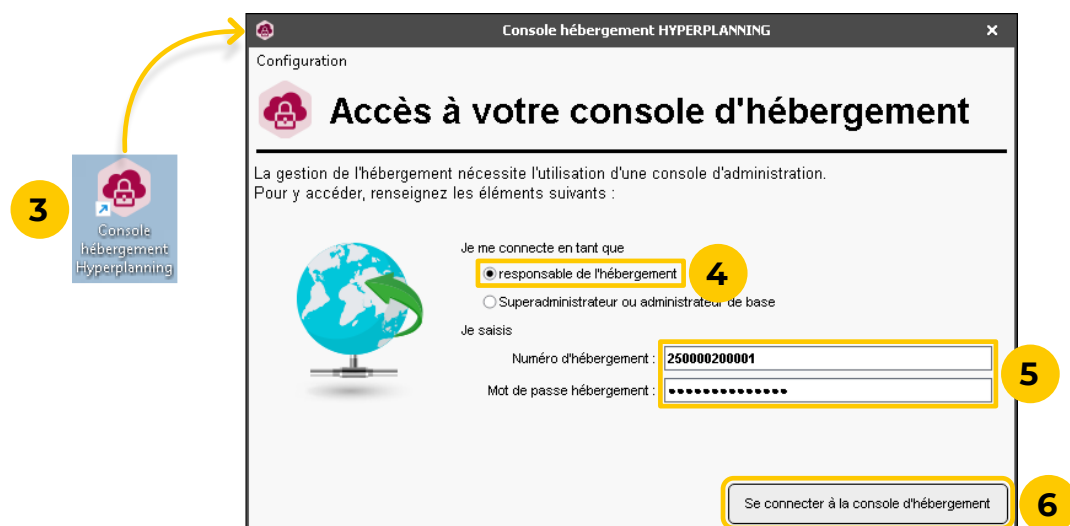 Console hébergement HYPERPLANNING
Configuration
Accès à votre console d'hébergement
La gestion de l'hébergement nécessite l'utilisation d'une console d'administration.
Pour y accéder, renseignez les éléments suivants :
3
Console
hébergement
Hyperplanning
Je me connecte en tant que
responsable de l'hébergement
4
Superadministrateur ou administrateur de base
Je saisis
Numéro d'hébergement : 250000200001
5
Mot de passe hébergement : ••••••••••••••
Se connecter à la console d'hébergement
6